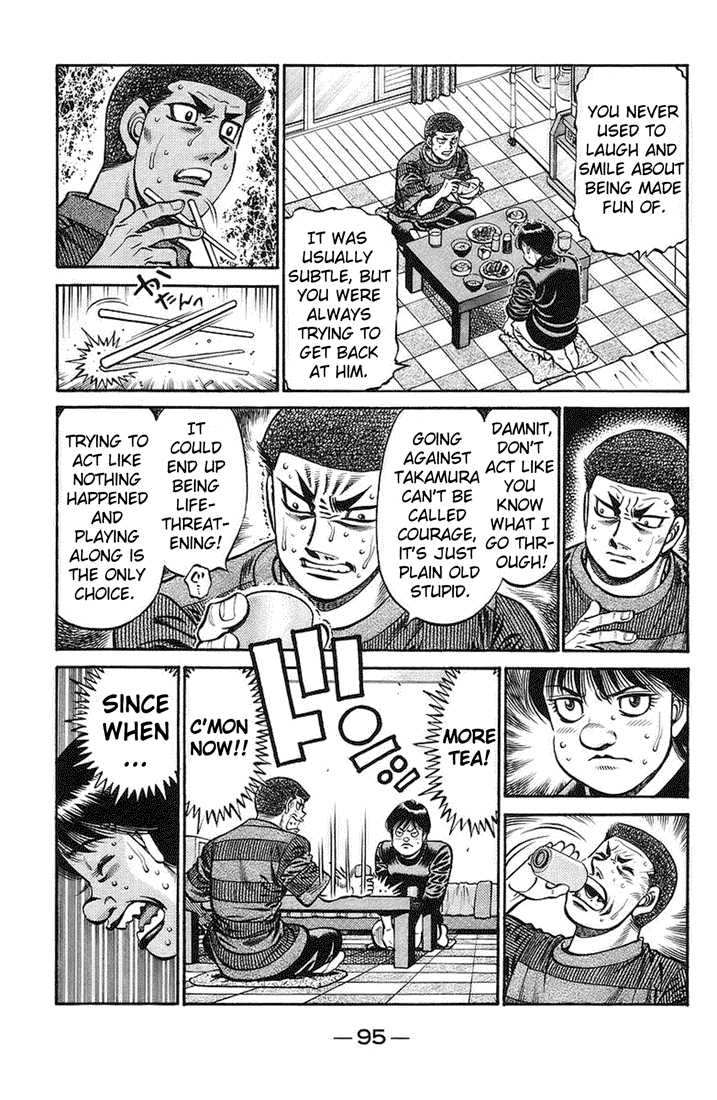 YOU NEVER
USED TO
LAUGH AND
SMILE ABOUT
BEING MADE
FUN OF.
IT WAS
USUALLY
SUBTLE, BUT
YOU WERE
ALWAYS
TRYING TO
GET BACK
AT HIM.
DAMNIT,
DON'T
ACT LIKE
YOU
KNOW
WHAT I
GO THR-
OUGH!
GOING
AGAINST
TAKAMURA
CAN'T BE
CALLED
COURAGE,
IT'S JUST
PLAIN OLD
STUPID.
IT
COULD
END UP
BEING
LIFE-
THREAT-
ENING!
TRYING TO
ACT LIKE
NOTHING
HAPPENED
AND
PLAYING
ALONG IS
THE ONLY
CHOICE.
MORE
TEA!
C'MON
NOW!!
SINCE
WHEN
...
—95—